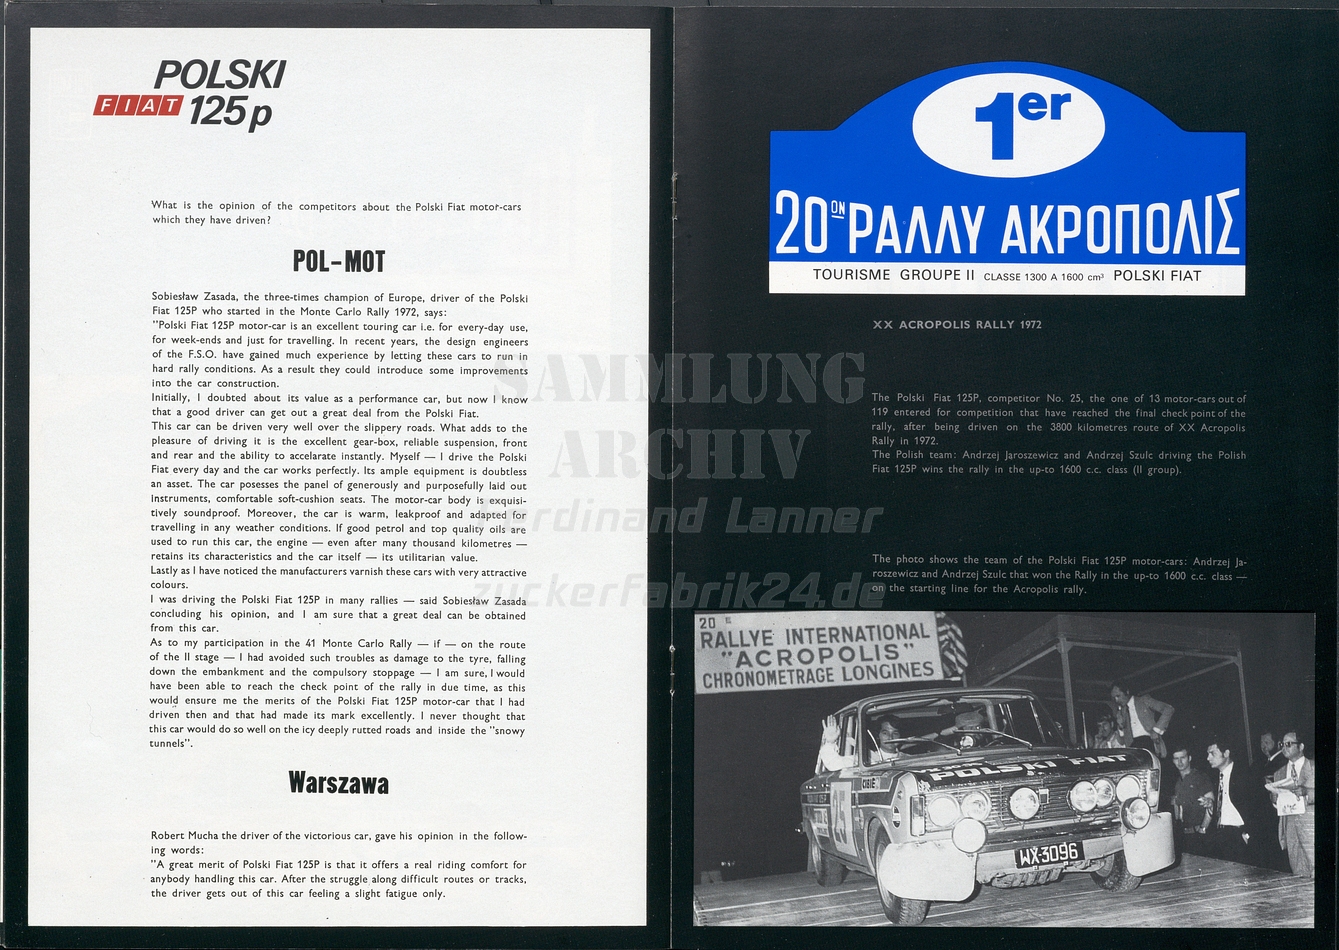 POLSKI
FIAT 125p
What is the opinion of the competitors about the Polski Fiat motor-cars
which they have driven?
POL-MOT
Sobiesław Zasada, the three-times champion of Europe, driver of the Polski
Fiat 125P who started in the Monte Carlo Rally 1972, says:
"Polski Fiat 125P motor-car is an excellent touring car i.e. for every-day use,
for week-ends and just for travelling. In recent years, the design engineers
of the F.S.O. have gained much experience by letting these cars to run in
hard rally conditions. As a result they could introduce some improvements
into the car construction.
Initially, I doubted about its value as a performance car, but now I know
that a good driver can get out a great deal from the Polski Fiat.
This car can be driven very well over the slippery roads. What adds to the
pleasure of driving it is the excellent gear-box, reliable suspension, front
and rear and the ability to accelarate instantly. Myself — I drive the Polski
Fiat every day and the car works perfectly. Its ample equipment is doubtless
an asset. The car posesses the panel of generously and purposefully laid out
instruments, comfortable soft-cushion seats. The motor-car body is exquisi-
tively soundproof. Moreover, the car is warm, leakproof and adapted for
travelling in any weather conditions. If good petrol and top quality oils are
used to run this car, the engine — even after many thousand kilometres —
retains its characteristics and the car itself — its utilitarian value.
Lastly as I have noticed the manufacturers varnish these cars with very attractive
colours.
I was driving the Polski Fiat 125P in many rallies — said Sobiesław Zasada
concluding his opinion, and I am sure that a great deal can be obtained
from this car.
As to my participation in the 41 Monte Carlo Rally — if — on the route
of the II stage — I had avoided such troubles as damage to the tyre, falling
down the embankment and the compulsory stoppage — I am sure, I would
have been able to reach the check point of the rally in due time, as this
would ensure me the merits of the Polski Fiat 125P motor-car that I had
driven then and that had made its mark excellently. I never thought that
this car would do so well on the icy deeply rutted roads and inside the "snowy
tunnels".
Warszawa
Robert Mucha the driver of the victorious car, gave his opinion in the follow-
ing words:
"A great merit of Polski Fiat 125P is that it offers a real riding comfort for
anybody handling this car. After the struggle along difficult routes or tracks,
the driver gets out of this car feeling a slight fatigue only.
1er
20ON ΡΑΛΛΥ ΑΚΡΟΠΟΛΙΣ
TOURISME GROUPE II CLASSE 1300 A 1600 cm³ POLSKI FIAT
XX ACROPOLIS RALLY 1972
The Polski Fiat 125P, competitor No. 25, the one of 13 motor-cars out of
119 entered for competition that have reached the final check point of the
rally, after being driven on the 3800 kilometres route of XX Acropolis
Rally in 1972.
The Polish team: Andrzej Jaroszewicz and Andrzej Szulc driving the Polish
Fiat 125P wins the rally in the up-to 1600 c.c. class (II group).
The photo shows the team of the Polski Fiat 125P motor-cars: Andrzej Ja-
roszewicz and Andrzej Szulc that won the Rally in the up-to 1600 c.c. class —
on the starting line for the Acropolis rally.
20 E
RALLYE INTERNATIONAL
"ACROPOLIS"
CHRONOMETRAGE LONGINES
POLSKI FIAT
CIBIE
25
WX-3096
SAMMLUNG
ARCHIV
Ferdinand Lanner
zuckerfabrik24.de